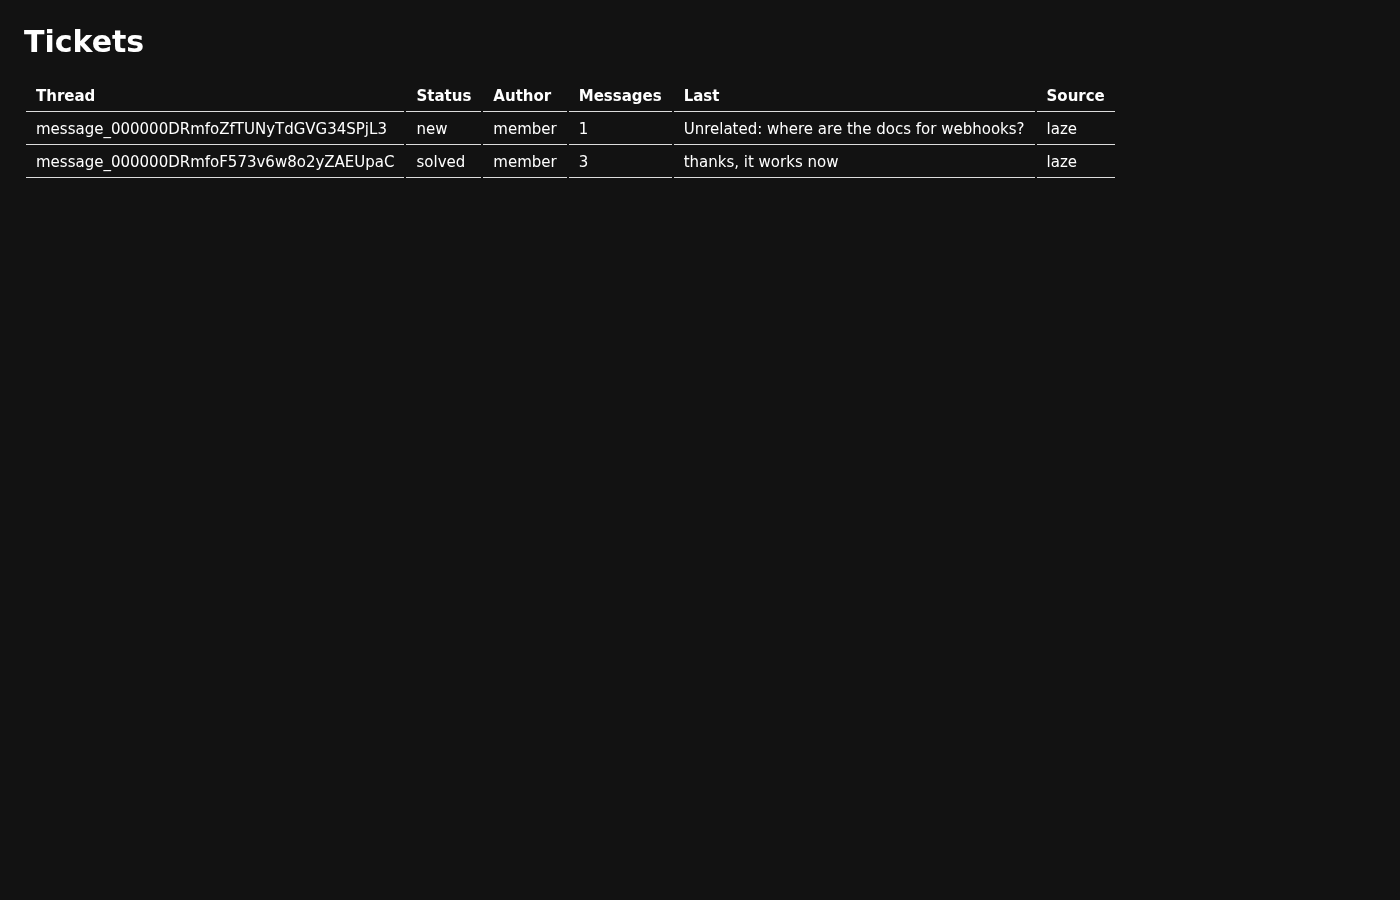 Tickets
Thread Status Author Messages Last Source
message_000000DRmfoZfTUNyTdGVG34SPjL3 new member 1 Unrelated: where are the docs for webhooks? laze
message_000000DRmfoF573v6w8o2yZAEUpaC solved member 3 thanks, it works now laze